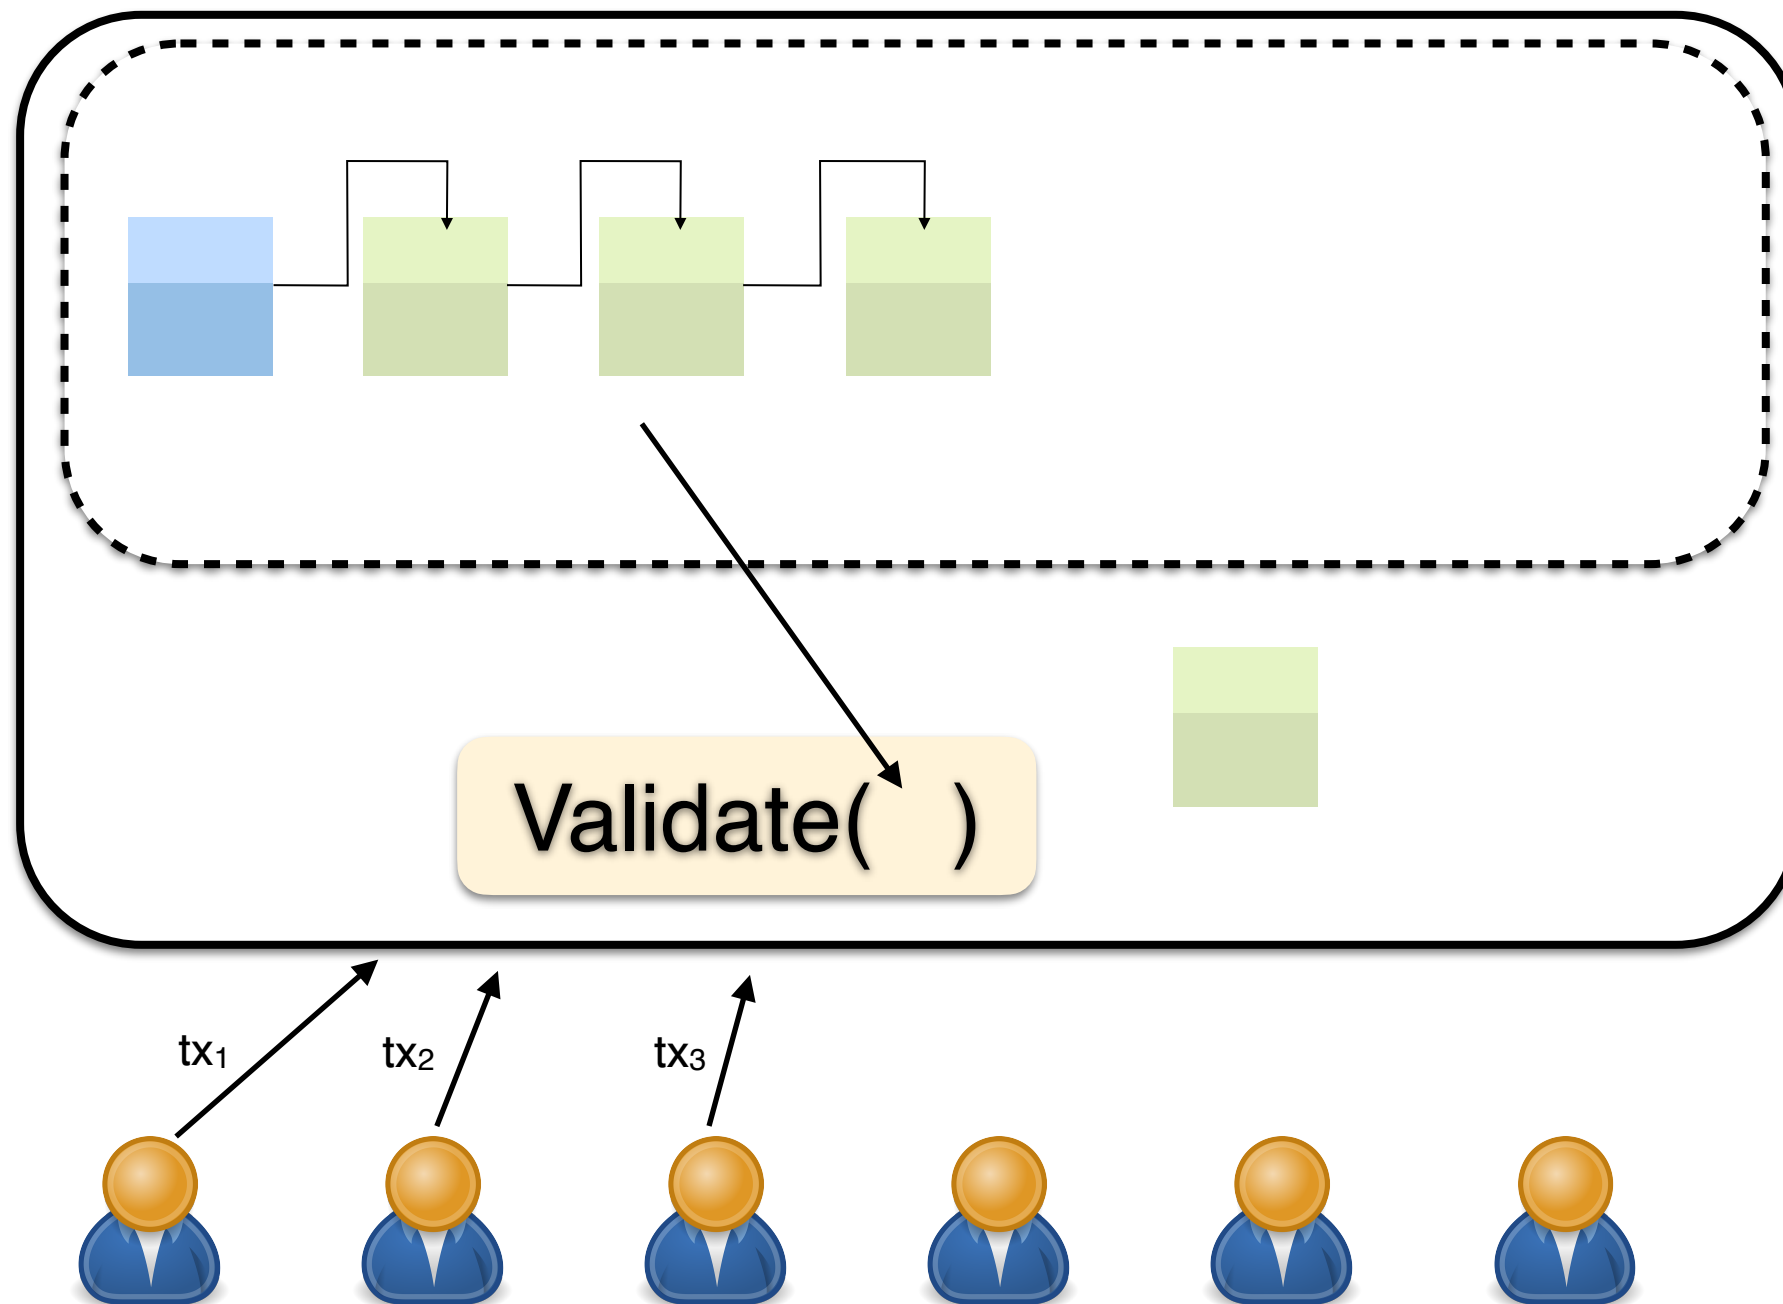 Validate( )
tx₁
tx₂
tx₃